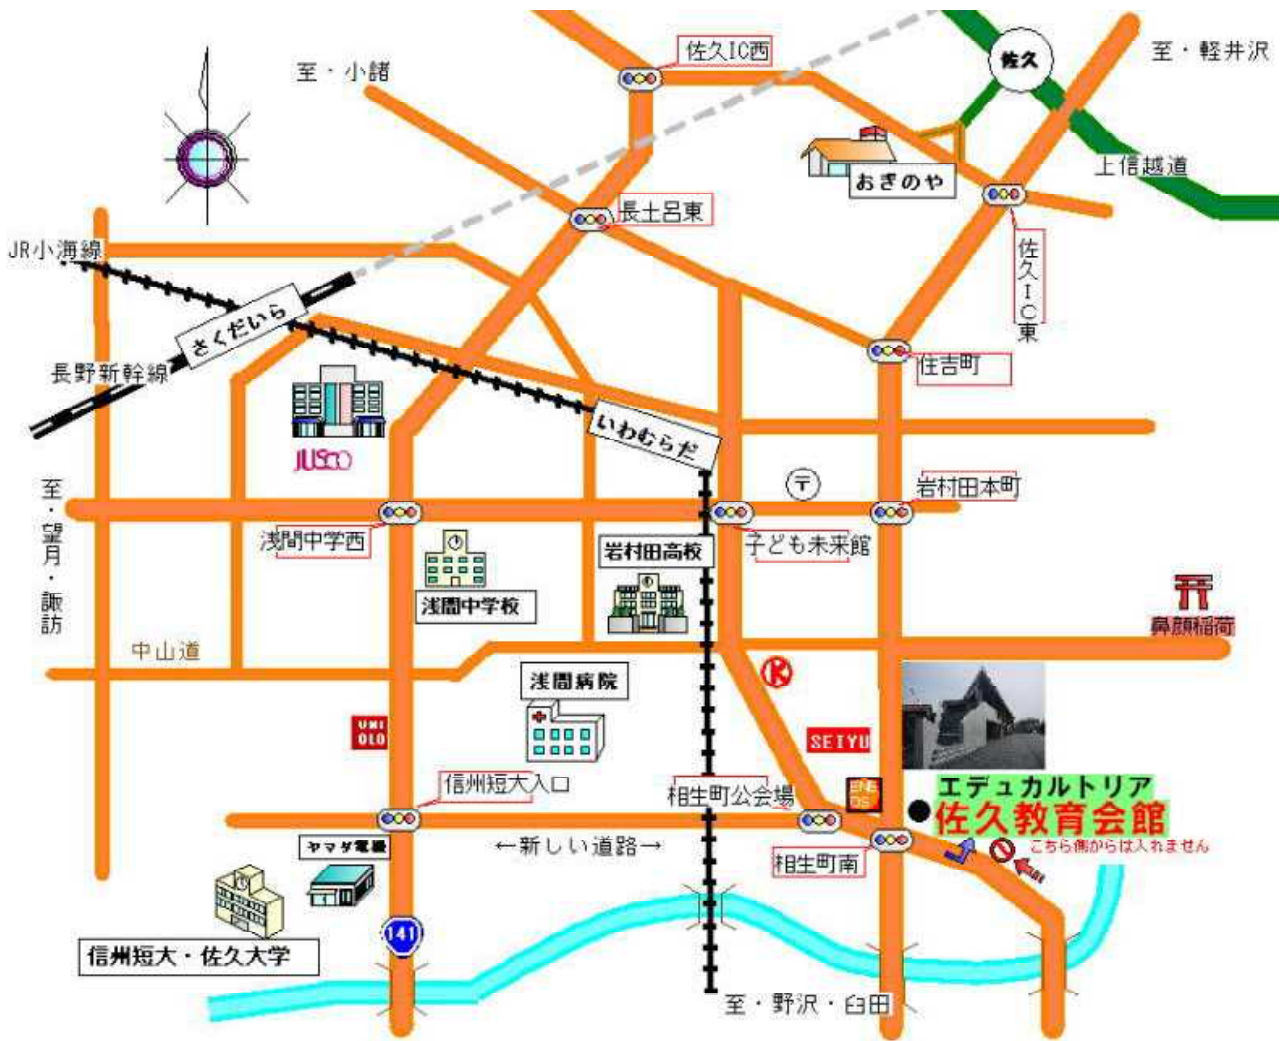 佐久IC西
至・小諸
佐久
至・軽井沢
上信越道
おぎのや
長土呂東
JR小海線
佐久IC東
さくだいら
長野新幹線
住吉町
JUSCO
いわむらだ
至・望月・諏訪
〒
岩村田本町
浅間中学西
岩村田高校
子ども未来館
浅間中学校
鼻顔稲荷
中山道
浅間病院
K
UNI
QLO
SEIYU
信州短大入口
相生町公会場
ENE
OS
エデュカルトリア
佐久教育会館
こちら側からは入れません
ヤマダ電機
←新しい道路→
相生町南
141
信州短大・佐久大学
至・野沢・臼田